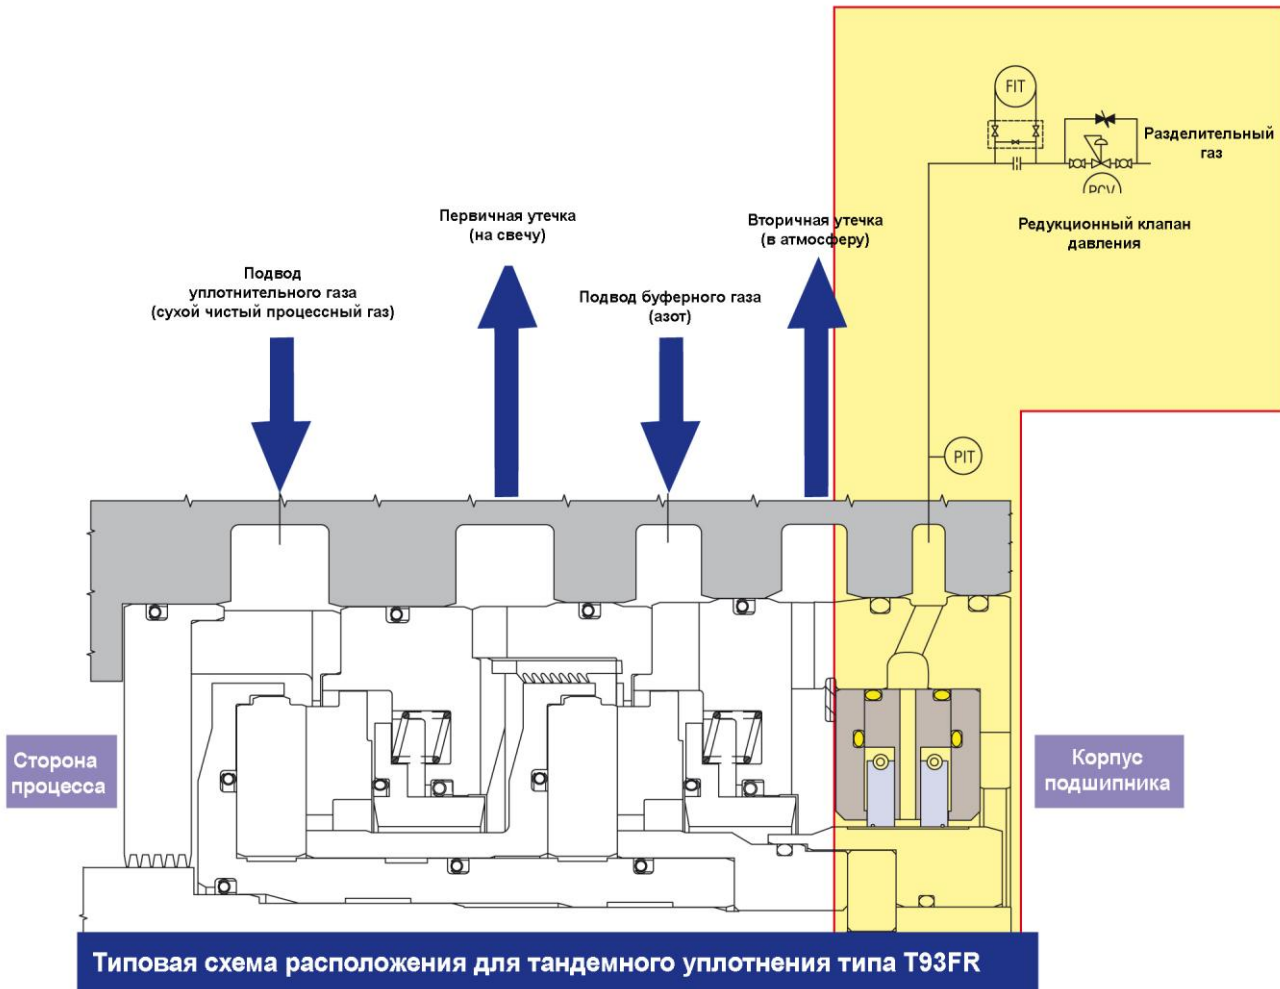 FIT
Разделительный
газ
PCV
Редукционный клапан
давления
Первичная утечка
(на свечу)
Вторичная утечка
(в атмосферу)
Подвод
уплотнительного газа
(сухой чистый процессный газ)
Подвод буферного газа
(азот)
PIT
Сторона
процесса
Корпус
подшипника
Типовая схема расположения для тандемного уплотнения типа T93FR